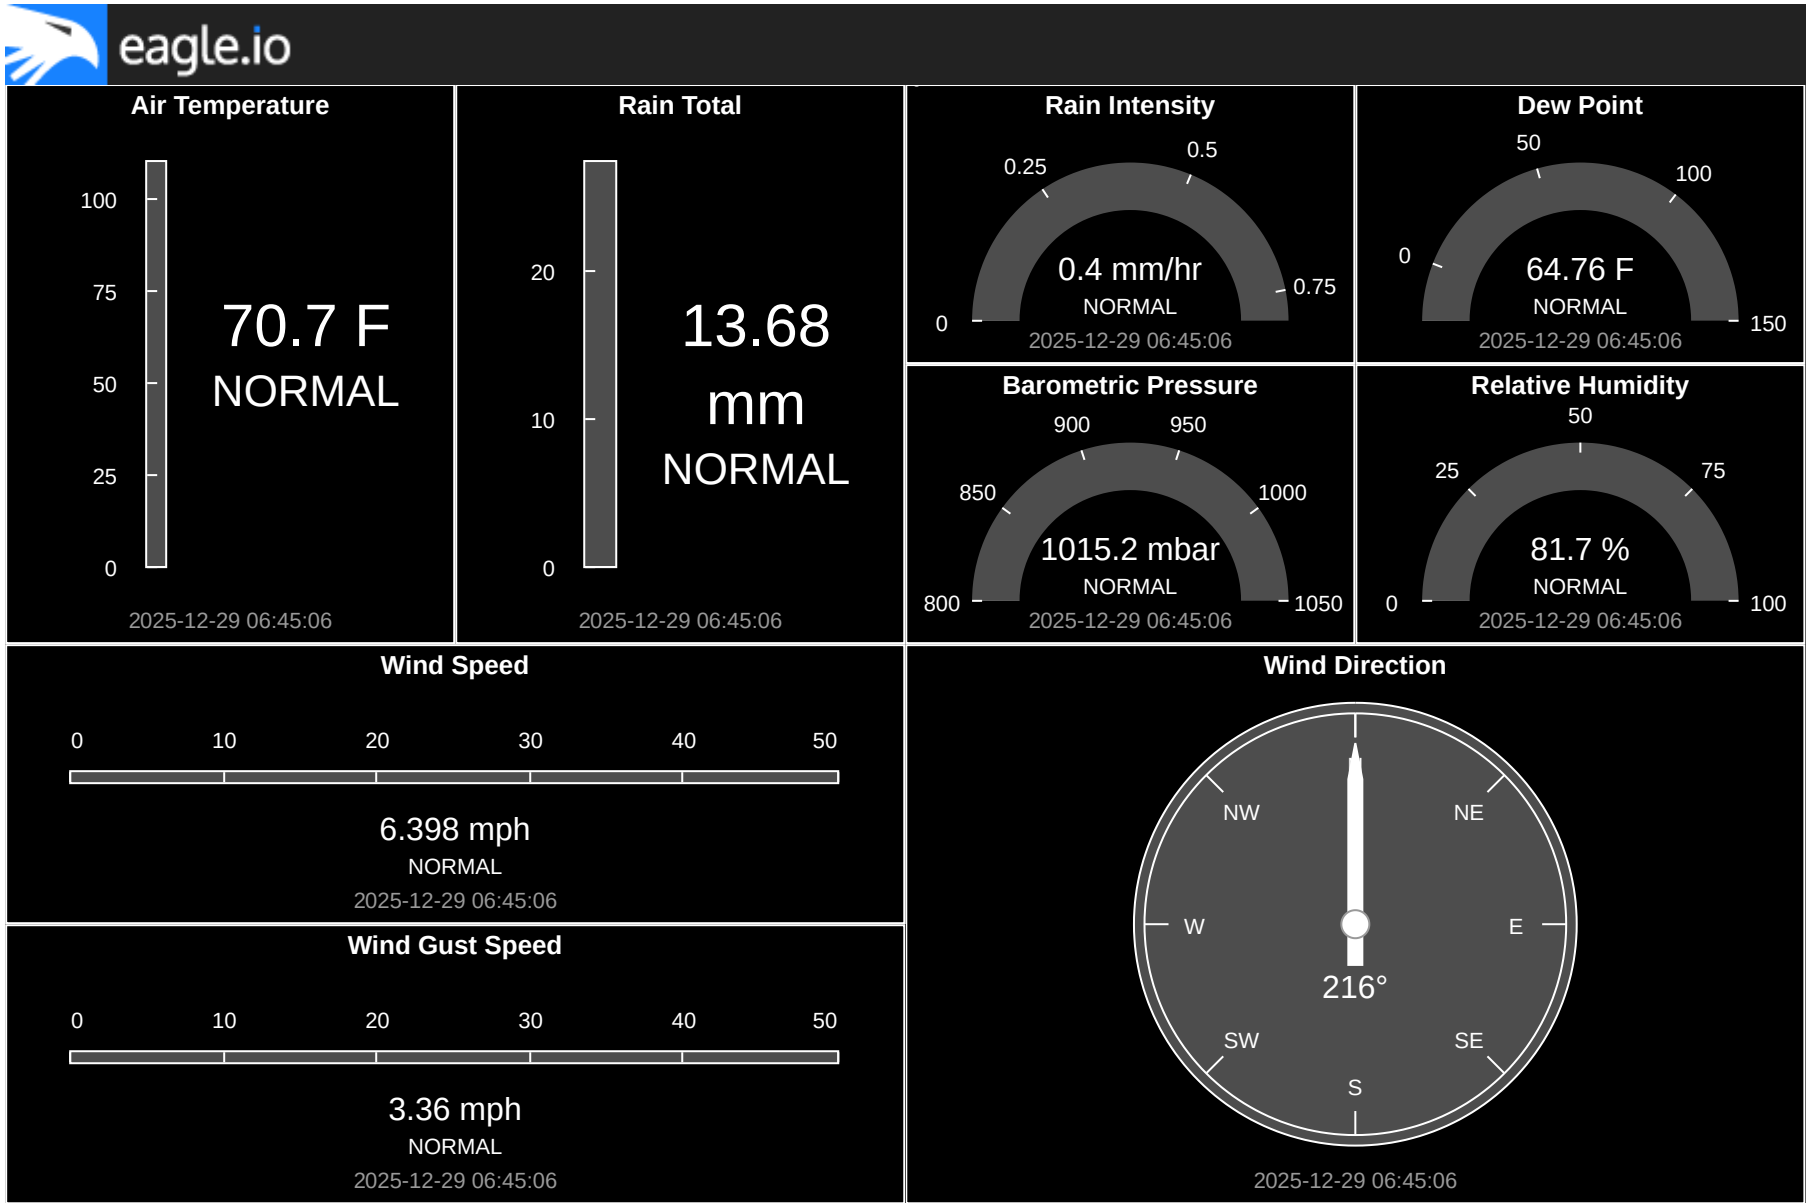 eagle.io
Air Temperature
100
75
50
25
0
70.7 F
NORMAL
2025-12-29 06:45:06
Rain Total
20
10
0
13.68
mm
NORMAL
2025-12-29 06:45:06
Rain Intensity
0
0.25
0.5
0.75
0.4 mm/hr
NORMAL
2025-12-29 06:45:06
Dew Point
0
50
100
150
64.76 F
NORMAL
2025-12-29 06:45:06
Barometric Pressure
800
850
900
950
1000
1050
1015.2 mbar
NORMAL
2025-12-29 06:45:06
Relative Humidity
0
25
50
75
100
81.7 %
NORMAL
2025-12-29 06:45:06
Wind Speed
0 10 20 30 40 50
6.398 mph
NORMAL
2025-12-29 06:45:06
Wind Gust Speed
0 10 20 30 40 50
3.36 mph
NORMAL
2025-12-29 06:45:06
Wind Direction
NW NE
W E
216°
SW SE
S
2025-12-29 06:45:06